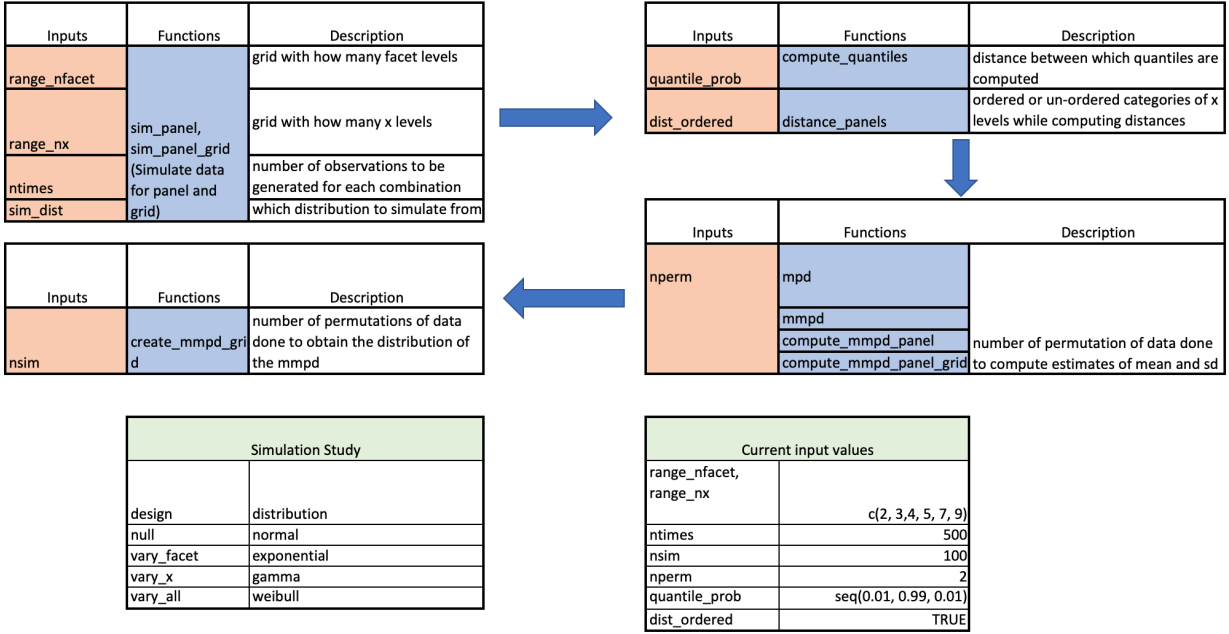 Inputs Functions Description
range_nfacet
grid with how many facet levels
range_nx
grid with how many x levels
sim_panel,
sim_panel_grid
(Simulate data
for panel and
grid)
ntimes
number of observations to be
generated for each combination
sim_dist
which distribution to simulate from
Inputs Functions Description
quantile_prob
compute_quantiles
distance between which quantiles are
computed
dist_ordered
distance_panels
ordered or un-ordered categories of x
levels while computing distances
Inputs Functions Description
nperm
mpd
mmpd
compute_mmpd_panel
compute_mmpd_panel_grid
number of permutation of data done
to compute estimates of mean and sd
Inputs Functions Description
nsim
create_mmpd_gri
d
number of permutations of data
done to obtain the distribution of
the mmpd
Simulation Study
design distribution
null normal
vary_facet exponential
vary_x gamma
vary_all weibull
Current input values
range_nfacet,
range_nx
c(2, 3,4, 5, 7, 9)
ntimes 500
nsim 100
nperm 2
quantile_prob seq(0.01, 0.99, 0.01)
dist_ordered TRUE